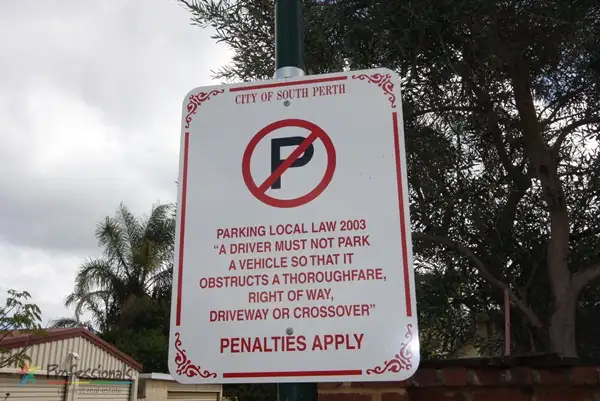 CITY OF SOUTH PERTH
P
PARKING LOCAL LAW 2003
“A DRIVER MUST NOT PARK
A VEHICLE SO THAT IT
OBSTRUCTS A THOROUGHFARE,
RIGHT OF WAY,
DRIVEWAY OR CROSSOVER”
PENALTIES APPLY
Professionals